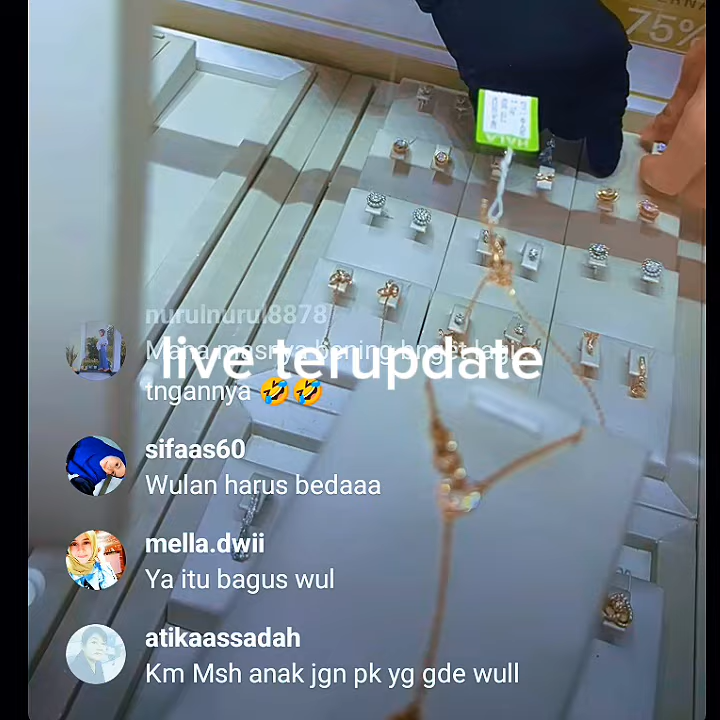 75%
HALA
nurulnurul8878
Mana masnya bening bnget lagi
tngannya 🤣🤣
live terupdate
sifaas60
Wulan harus bedaaa
mella.dwii
Ya itu bagus wul
atikaassadah
Km Msh anak jgn pk yg gde wull